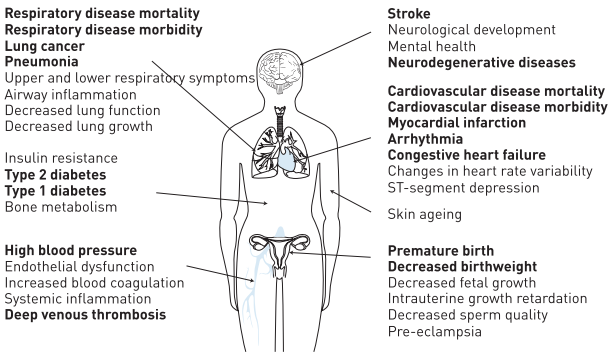 Respiratory disease mortality
Respiratory disease morbidity
Lung cancer
Pneumonia
Upper and lower respiratory symptoms
Airway inflammation
Decreased lung function
Decreased lung growth
Insulin resistance
Type 2 diabetes
Type 1 diabetes
Bone metabolism
High blood pressure
Endothelial dysfunction
Increased blood coagulation
Systemic inflammation
Deep venous thrombosis
Stroke
Neurological development
Mental health
Neurodegenerative diseases
Cardiovascular disease mortality
Cardiovascular disease morbidity
Myocardial infarction
Arrhythmia
Congestive heart failure
Changes in heart rate variability
ST-segment depression
Skin ageing
Premature birth
Decreased birthweight
Decreased fetal growth
Intrauterine growth retardation
Decreased sperm quality
Pre-eclampsia